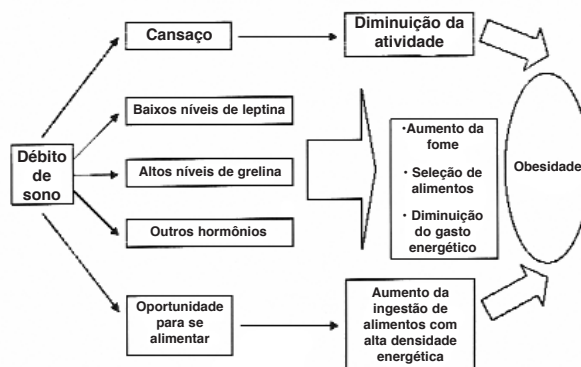 Cansaço
Diminuição da
atividade
Baixos níveis de leptina
Débito
de
sono
Altos níveis de grelina
Outros hormônios
•Aumento da
fome
• Seleção de
alimentos
• Diminuição
do gasto
energético
Obesidade
Oportunidade
para se
alimentar
Aumento da
ingestão de
alimentos com
alta densidade
energética